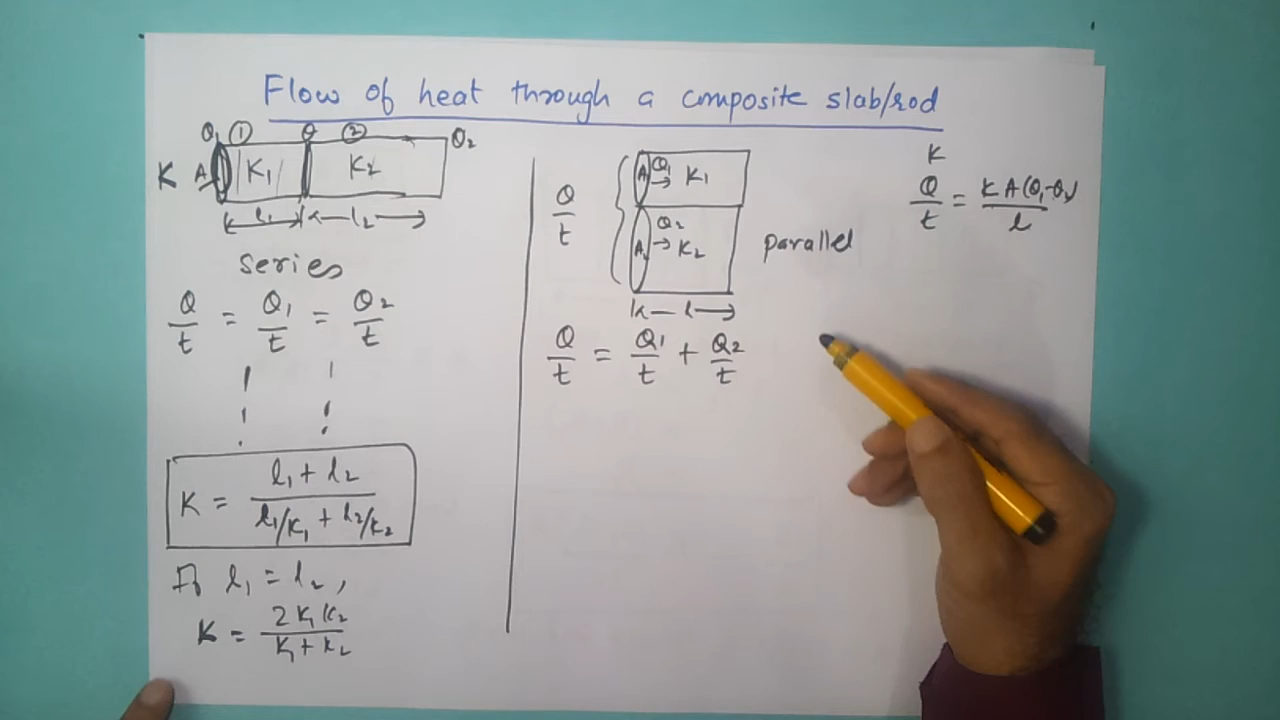 Flow of heat through a composite slab/rod
θ₁ ① θ ② θ₂
K A K₁ K₂
l₁ l₂
series
Q/t = Q₁/t = Q₂/t
K = (l₁ + l₂)/(l₁/K₁ + l₂/K₂)
If l₁ = l₂,
K = 2K₁K₂/(K₁ + K₂)
Q/t
A₁ Q₁ → K₁
A₂ Q₂ → K₂
l
parallel
Q/t = Q₁/t + Q₂/t
K
Q/t = KA(θ₁-θ₂)/l